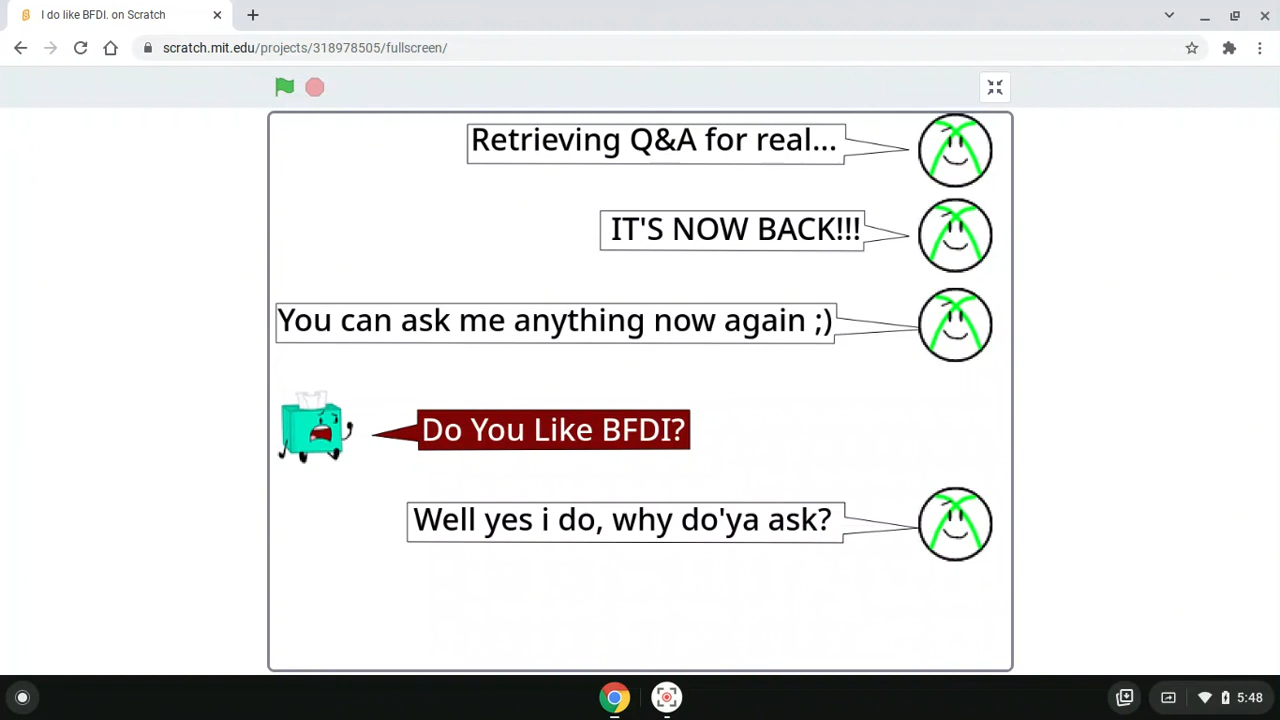 I do like BFDI. on Scratch
scratch.mit.edu/projects/318978505/fullscreen/
Retrieving Q&A for real...
IT'S NOW BACK!!!
You can ask me anything now again ;)
Do You Like BFDI?
Well yes i do, why do'ya ask?
5:48